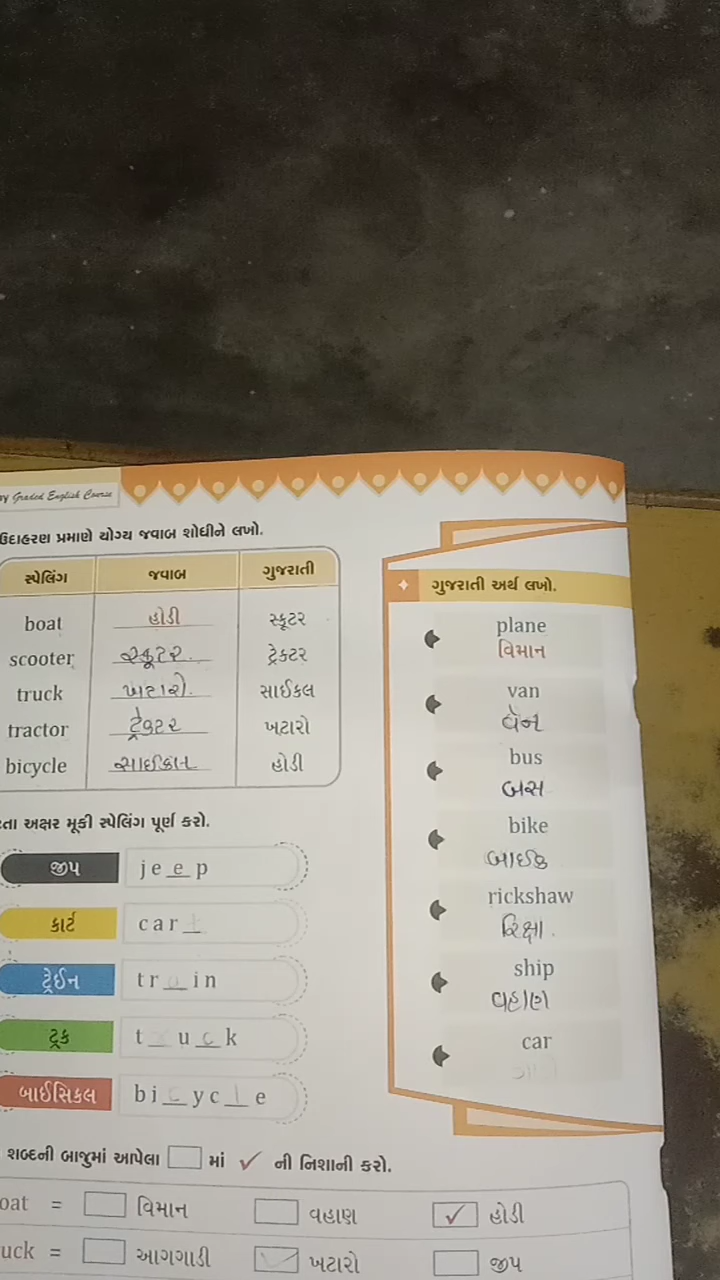 Graded English Course
ઉદાહરણ પ્રમાણે યોગ્ય જવાબ શોધીને લખો.
સ્પેલિંગ જવાબ ગુજરાતી
boat હોડી સ્કૂટર
scooter સ્કૂટર ટ્રેક્ટર
truck ખટારો. સાઈકલ
tractor ટ્રેક્ટર ખટારો
bicycle સાઈકલ હોડી
અક્ષર મૂકી સ્પેલિંગ પૂર્ણ કરો.
જીપ je e p
કાર્ટ car_
ટ્રેઈન tr a in
ટ્રક t _ u c k
બાઈસિકલ bi c yc l e
ગુજરાતી અર્થ લખો.
plane
વિમાન
van
વૅન
bus
બસ
bike
બાઈક
rickshaw
રિક્ષા.
ship
વહાણ
car
શબ્દની બાજુમાં આપેલા □ માં ✓ ની નિશાની કરો.
oat = □ વિમાન □ વહાણ ✓ હોડી
uck = □ આગગાડી ✓ ખટારો □ જીપ